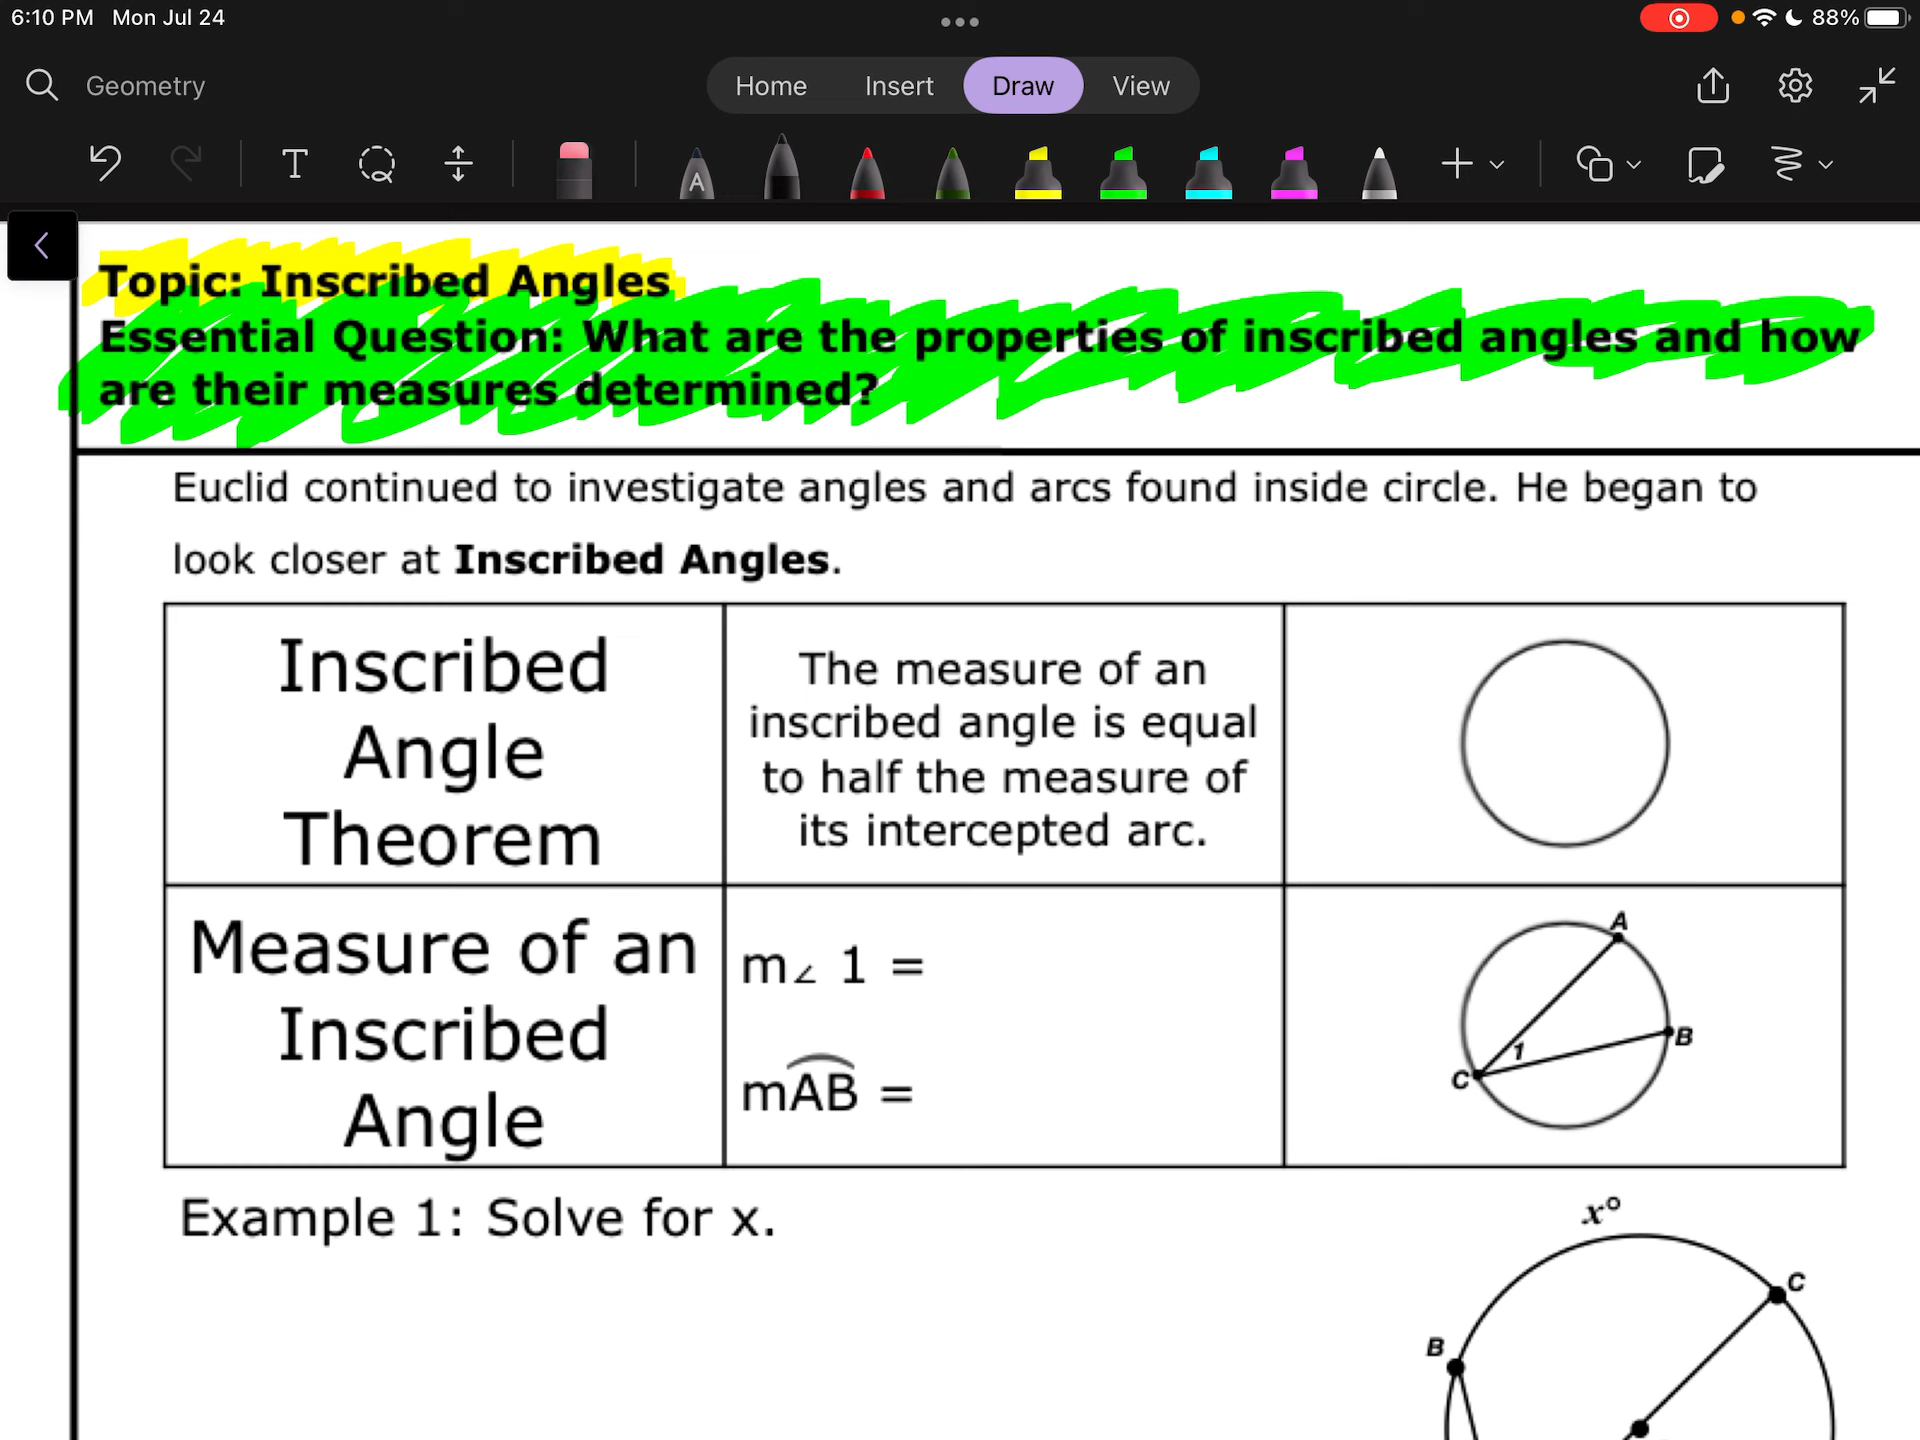 6:10 PM Mon Jul 24
88%
Geometry
Home Insert Draw View
T
A
Topic: Inscribed Angles
Essential Question: What are the properties of inscribed angles and how
are their measures determined?
Euclid continued to investigate angles and arcs found inside circle. He began to
look closer at Inscribed Angles.
Inscribed
Angle
Theorem
The measure of an
inscribed angle is equal
to half the measure of
its intercepted arc.
Measure of an
Inscribed
Angle
m∠ 1 =
mAB͡ =
A
B
1
C
Example 1: Solve for x.
x°
C
B